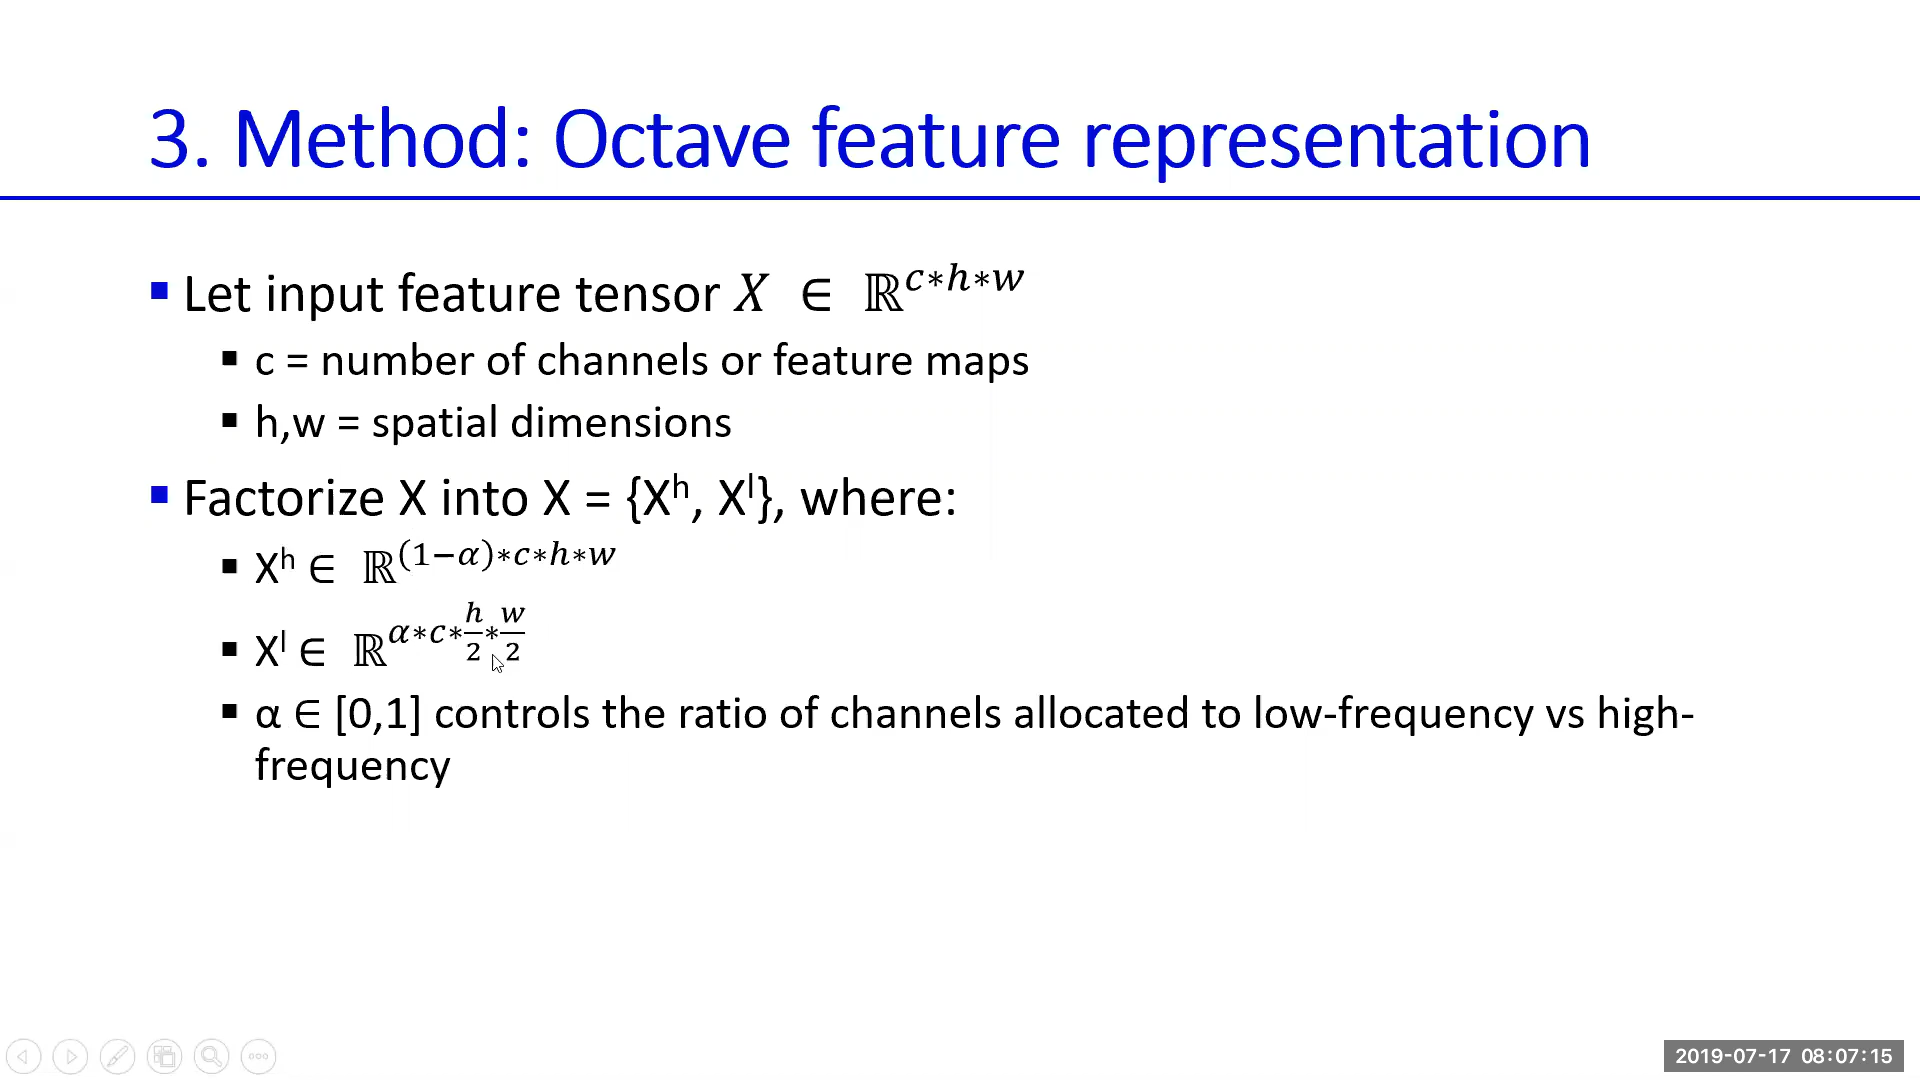 3. Method: Octave feature representation
▪ Let input feature tensor 𝑋 ∈ ℝ^{c∗h∗w}
▪ c = number of channels or feature maps
▪ h,w = spatial dimensions
▪ Factorize X into X = {X^h, X^l}, where:
▪ X^h ∈ ℝ^{(1−α)∗c∗h∗w}
▪ X^l ∈ ℝ^{α∗c∗\frac{h}{2}∗\frac{w}{2}}
▪ α ∈ [0,1] controls the ratio of channels allocated to low-frequency vs high-
frequency
2019-07-17 08:07:15